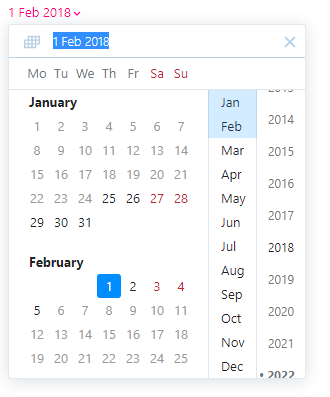 1 Feb 2018
1 Feb 2018
Mo Tu We Th Fr Sa Su
January
1 2 3 4 5 6 7
8 9 10 11 12 13 14
15 16 17 18 19 20 21
22 23 24 25 26 27 28
29 30 31
February
1 2 3 4
5 6 7 8 9 10 11
12 13 14 15 16 17 18
19 20 21 22 23 24 25
Jan
Feb
Mar
Apr
May
Jun
Jul
Aug
Sep
Oct
Nov
Dec
2014
2015
2016
2017
2018
2019
2020
2021
• 2022